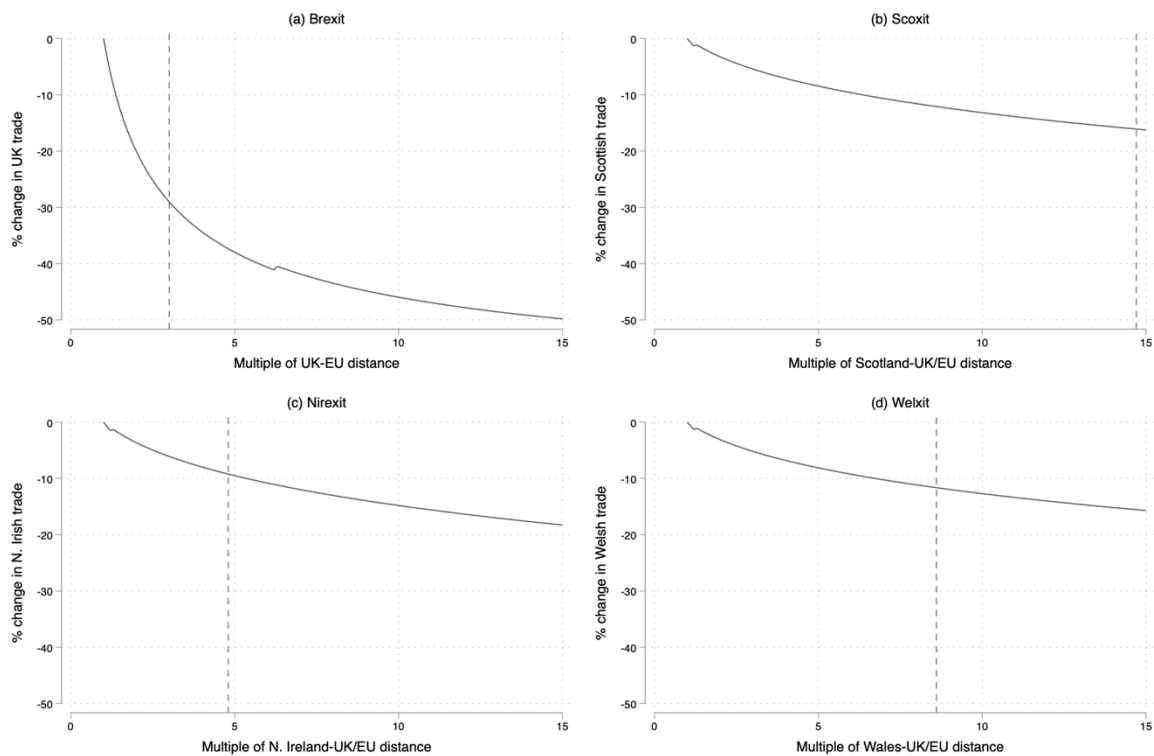 (a) Brexit
0
-10
-20
-30
-40
-50
% change in UK trade
0 5 10 15
Multiple of UK-EU distance
(b) Scoxit
0
-10
-20
-30
-40
-50
% change in Scottish trade
0 5 10 15
Multiple of Scotland-UK/EU distance
(c) Nirexit
0
-10
-20
-30
-40
-50
% change in N. Irish trade
0 5 10 15
Multiple of N. Ireland-UK/EU distance
(d) Welxit
0
-10
-20
-30
-40
-50
% change in Welsh trade
0 5 10 15
Multiple of Wales-UK/EU distance